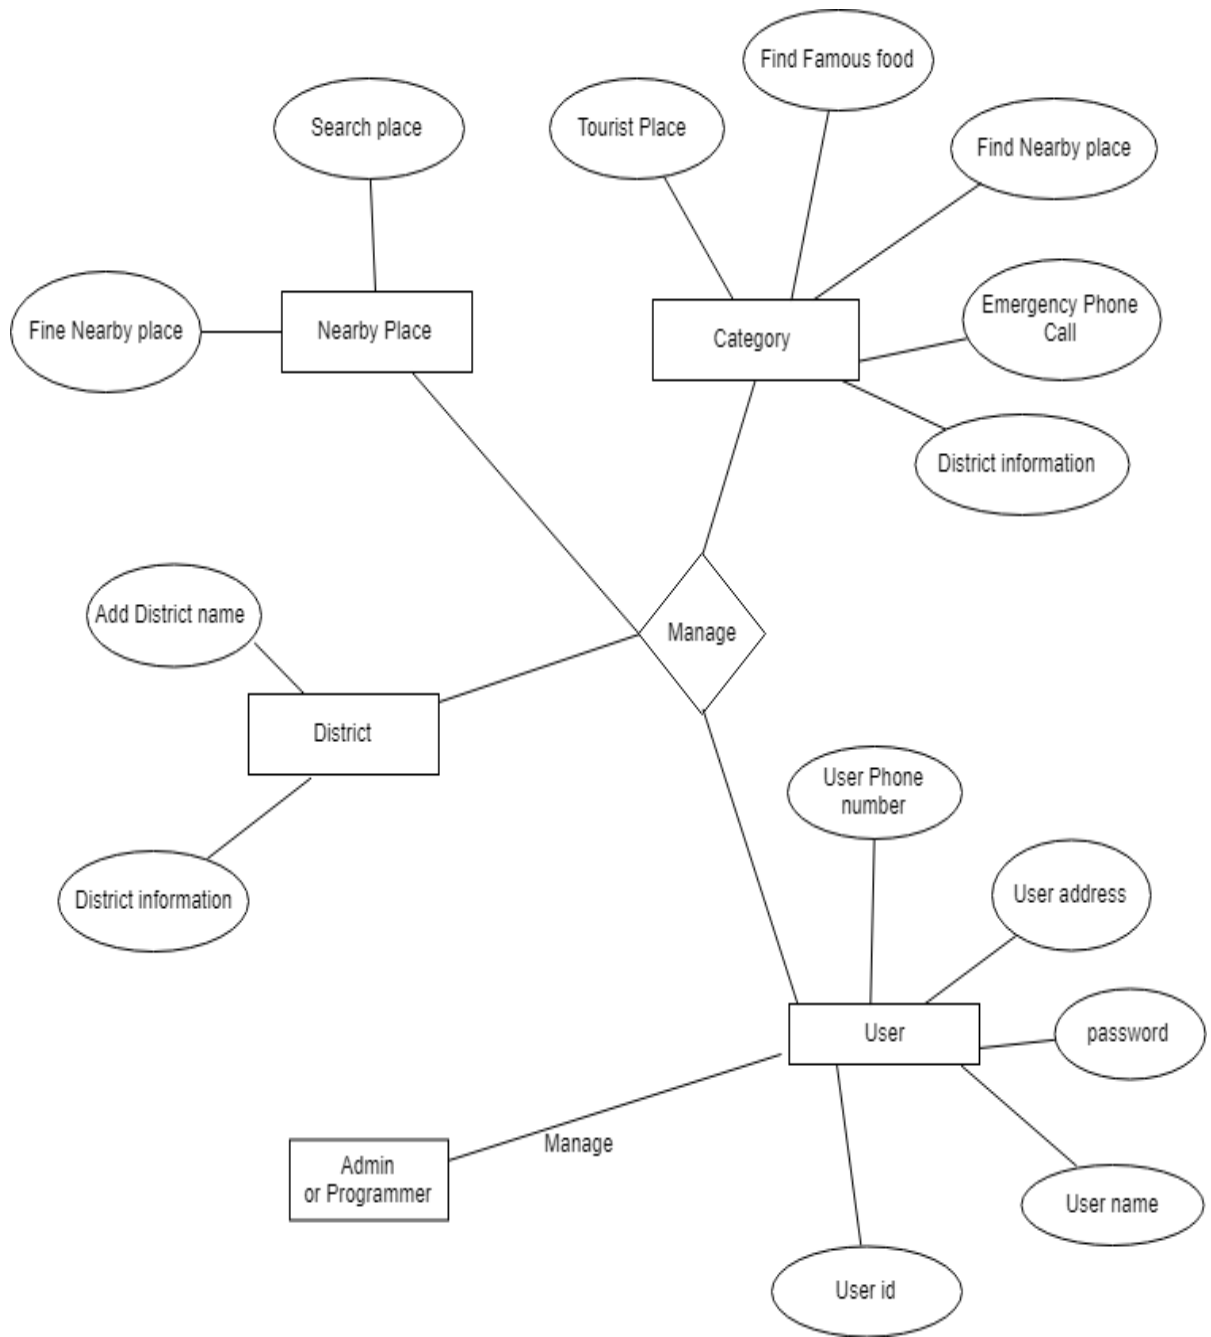 Find Famous food
Search place
Tourist Place
Find Nearby place
Fine Nearby place
Nearby Place
Category
Emergency Phone
Call
District information
Add District name
Manage
District
User Phone
number
District information
User address
User
password
Manage
Admin
or Programmer
User name
User id